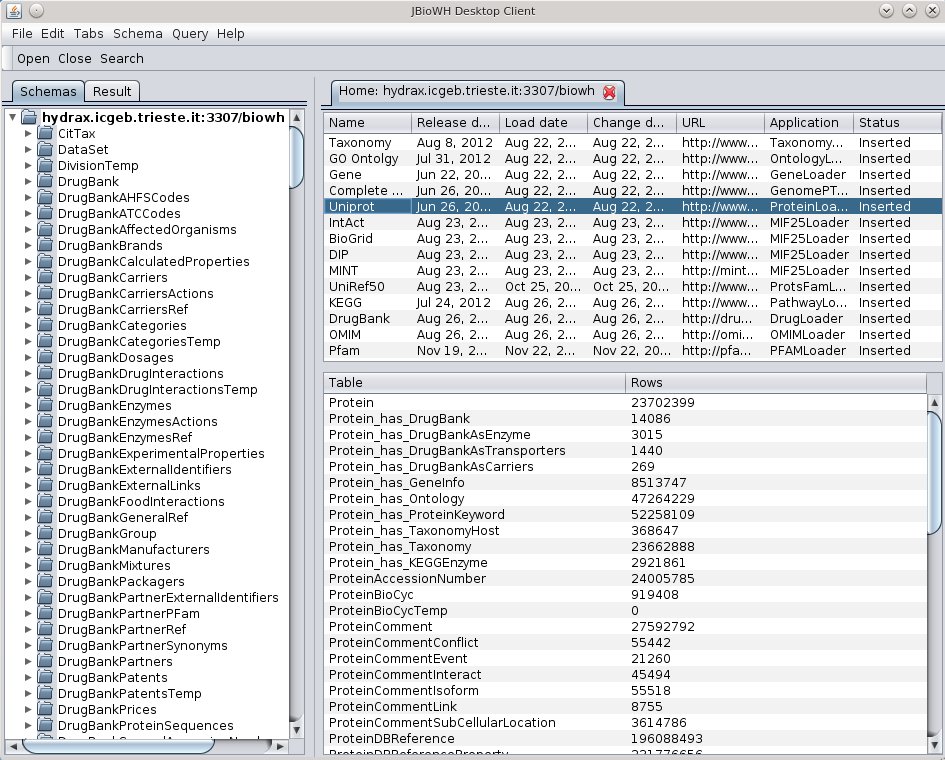 JBioWH Desktop Client
File Edit Tabs Schema Query Help
Open Close Search
Schemas Result
hydrax.icgeb.trieste.it:3307/biowh
CitTax
DataSet
DivisionTemp
DrugBank
DrugBankAHFSCodes
DrugBankATCCodes
DrugBankAffectedOrganisms
DrugBankBrands
DrugBankCalculatedProperties
DrugBankCarriers
DrugBankCarriersActions
DrugBankCarriersRef
DrugBankCategories
DrugBankCategoriesTemp
DrugBankDosages
DrugBankDrugInteractions
DrugBankDrugInteractionsTemp
DrugBankEnzymes
DrugBankEnzymesActions
DrugBankEnzymesRef
DrugBankExperimentalProperties
DrugBankExternalIdentifiers
DrugBankExternalLinks
DrugBankFoodInteractions
DrugBankGeneralRef
DrugBankGroup
DrugBankManufacturers
DrugBankMixtures
DrugBankPackagers
DrugBankPartnerExternalIdentifiers
DrugBankPartnerPFam
DrugBankPartnerRef
DrugBankPartnerSynonyms
DrugBankPartners
DrugBankPatents
DrugBankPatentsTemp
DrugBankPrices
DrugBankProteinSequences
Home: hydrax.icgeb.trieste.it:3307/biowh
Name Release d... Load date Change d... URL Application Status
Taxonomy Aug 8, 2012 Aug 22, 2... Aug 22, 2... http://www... Taxonomy... Inserted
GO Ontolgy Jul 31, 2012 Aug 22, 2... Aug 22, 2... http://www... OntologyL... Inserted
Gene Jun 22, 20... Aug 22, 2... Aug 22, 2... http://www... GeneLoader Inserted
Complete ... Jun 26, 20... Aug 22, 2... Aug 22, 2... http://www... GenomePT... Inserted
Uniprot Jun 26, 20... Aug 22, 2... Aug 22, 2... http://www... ProteinLoa... Inserted
IntAct Aug 23, 2... Aug 23, 2... Aug 23, 2... http://www... MIF25Loader Inserted
BioGrid Aug 23, 2... Aug 23, 2... Aug 23, 2... http://www... MIF25Loader Inserted
DIP Aug 23, 2... Aug 23, 2... Aug 23, 2... http://www... MIF25Loader Inserted
MINT Aug 23, 2... Aug 23, 2... Aug 23, 2... http://mint... MIF25Loader Inserted
UniRef50 Aug 23, 2... Oct 25, 20... Oct 25, 20... http://www... ProtsFamL... Inserted
KEGG Jul 24, 2012 Aug 26, 2... Aug 26, 2... http://www... PathwayLo... Inserted
DrugBank Aug 26, 2... Aug 26, 2... Aug 26, 2... http://dru... DrugLoader Inserted
OMIM Aug 26, 2... Aug 26, 2... Aug 26, 2... http://omi... OMIMLoader Inserted
Pfam Nov 19, 2... Nov 22, 2... Nov 22, 20... http://pfa... PFAMLoader Inserted
Table Rows
Protein 23702399
Protein_has_DrugBank 14086
Protein_has_DrugBankAsEnzyme 3015
Protein_has_DrugBankAsTransporters 1440
Protein_has_DrugBankAsCarriers 269
Protein_has_GeneInfo 8513747
Protein_has_Ontology 47264229
Protein_has_ProteinKeyword 52258109
Protein_has_TaxonomyHost 368647
Protein_has_Taxonomy 23662888
Protein_has_KEGGEnzyme 2921861
ProteinAccessionNumber 24005785
ProteinBioCyc 919408
ProteinBioCycTemp 0
ProteinComment 27592792
ProteinCommentConflict 55442
ProteinCommentEvent 21260
ProteinCommentInteract 45494
ProteinCommentIsoform 55518
ProteinCommentLink 8755
ProteinCommentSubCellularLocation 3614786
ProteinDBReference 196088493